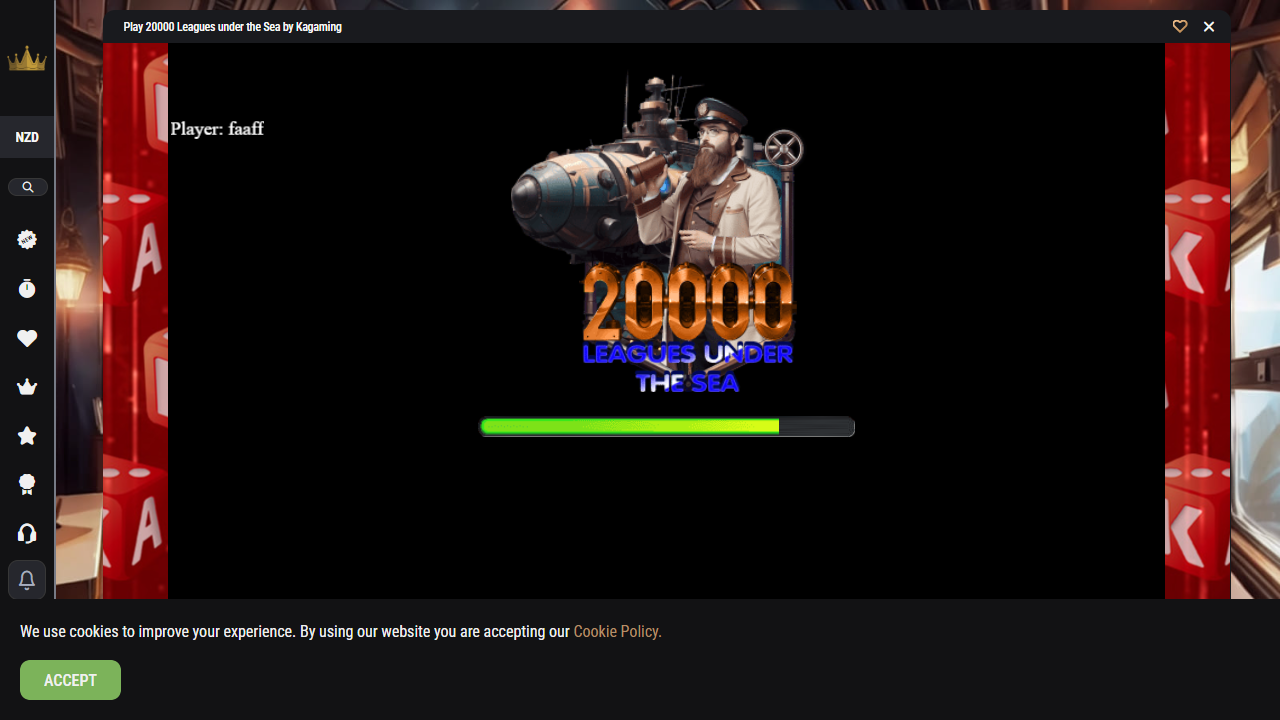 Play 20000 Leagues under the Sea by Kagaming
NZD
NEW
Player: faaff
20000
LEAGUES UNDER
THE SEA
A
K
A
K
We use cookies to improve your experience. By using our website you are accepting our Cookie Policy.
ACCEPT